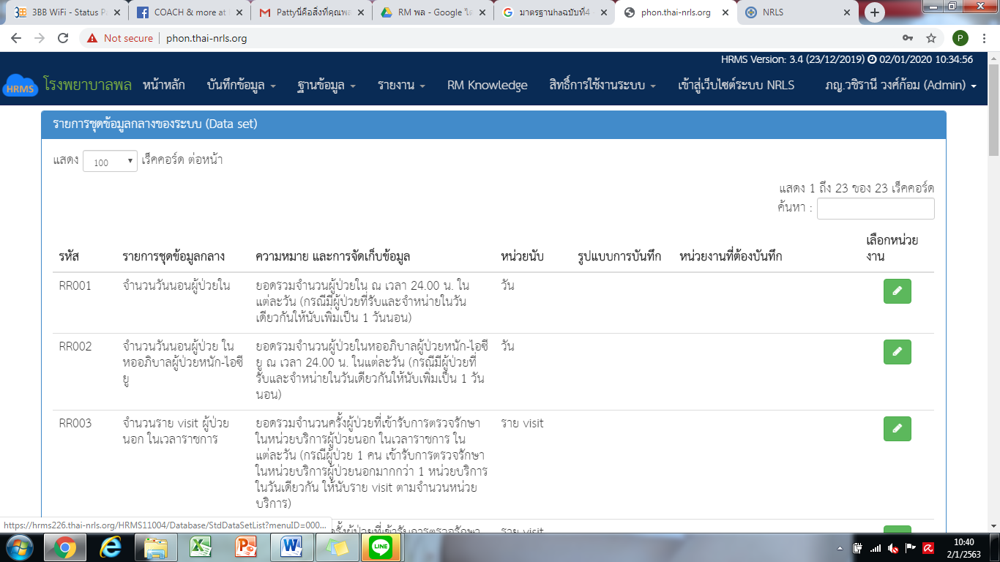 3BB WiFi - Status P
COACH & more at
Pattyนี่คือสิ่งที่คุณพล
RM พล - Google ไ
มาตรฐานhaฉบับที่4
phon.thai-nrls.org
NRLS
Not secure
phon.thai-nrls.org
P
HRMS Version: 3.4 (23/12/2019) 02/01/2020 10:34:56
HRMS โรงพยาบาลพล หน้าหลัก บันทึกข้อมูล ฐานข้อมูล รายงาน RM Knowledge สิทธิ์การใช้งานระบบ เข้าสู่เว็บไซต์ระบบ NRLS ภญ.วชิรานี วงศ์ก้อม (Admin)
รายการชุดข้อมูลกลางของระบบ (Data set)
แสดง 100 เร็คคอร์ด ต่อหน้า
แสดง 1 ถึง 23 ของ 23 เร็คคอร์ด
ค้นหา :
รหัส
รายการชุดข้อมูลกลาง
ความหมาย และการจัดเก็บข้อมูล
หน่วยนับ
รูปแบบการบันทึก
หน่วยงานที่ต้องบันทึก
เลือกหน่วย
งาน
RR001
จำนวนวันนอนผู้ป่วยใน
ยอดรวมจำนวนผู้ป่วยใน ณ เวลา 24.00 น. ใน
แต่ละวัน (กรณีมีผู้ป่วยที่รับและจำหน่ายในวัน
เดียวกันให้นับเพิ่มเป็น 1 วันนอน)
วัน
RR002
จำนวนวันนอนผู้ป่วย ใน
หออภิบาลผู้ป่วยหนัก-ไอซี
ยู
ยอดรวมจำนวนผู้ป่วยในหออภิบาลผู้ป่วยหนัก-ไอซี
ยู ณ เวลา 24.00 น. ในแต่ละวัน (กรณีมีผู้ป่วยที่
รับและจำหน่ายในวันเดียวกันให้นับเพิ่มเป็น 1 วัน
นอน)
วัน
RR003
จำนวนราย visit ผู้ป่วย
นอก ในเวลาราชการ
ยอดรวมจำนวนครั้งผู้ป่วยที่เข้ารับการตรวจรักษา
ในหน่วยบริการผู้ป่วยนอก ในเวลาราชการ ใน
แต่ละวัน (กรณีผู้ป่วย 1 คน เข้ารับการตรวจรักษา
ในหน่วยบริการผู้ป่วยนอกมากกว่า 1 หน่วยบริการ
ในวันเดียวกัน ให้นับราย visit ตามจำนวนหน่วย
บริการ)
ราย visit
https://hrms226.thai-nrls.org/HRMS11004/Database/StdDataSetList?menuID=000...
ครั้งผู้ป่วยที่เข้ารับการตรวจรักษา
ราย visit
LINE
10:40
2/1/2563